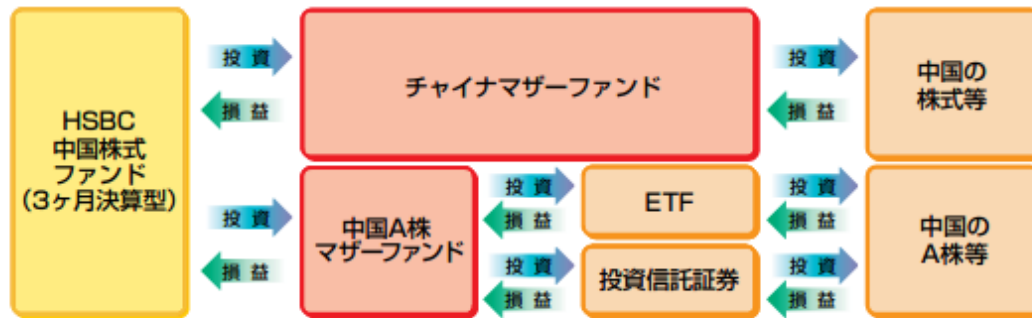 HSBC
中国株式
ファンド
(3ヶ月決算型)
投資
損益
チャイナマザーファンド
投資
損益
中国の
株式等
投資
損益
中国A株
マザーファンド
投資
損益
ETF
投資
損益
投資
損益
投資信託証券
投資
損益
中国の
A株等